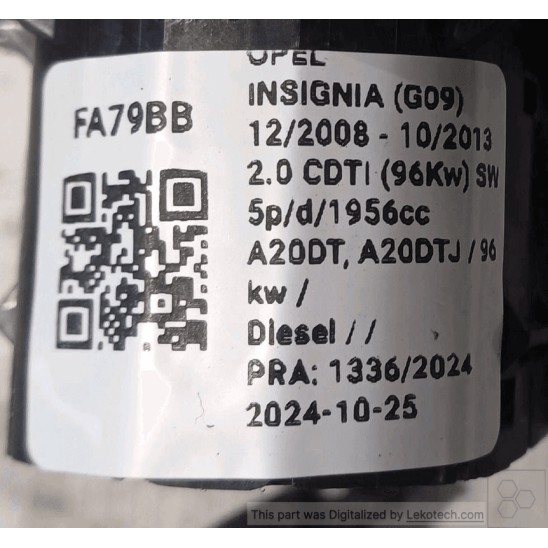 FA79BB
OPEL
INSIGNIA (G09)
12/2008 - 10/2013
2.0 CDTI (96Kw) SW
5p/d/1956cc
A20DT, A20DTJ / 96
kw /
Diesel / /
PRA: 1336/2024
2024-10-25
This part was Digitalized by Lekotech.com